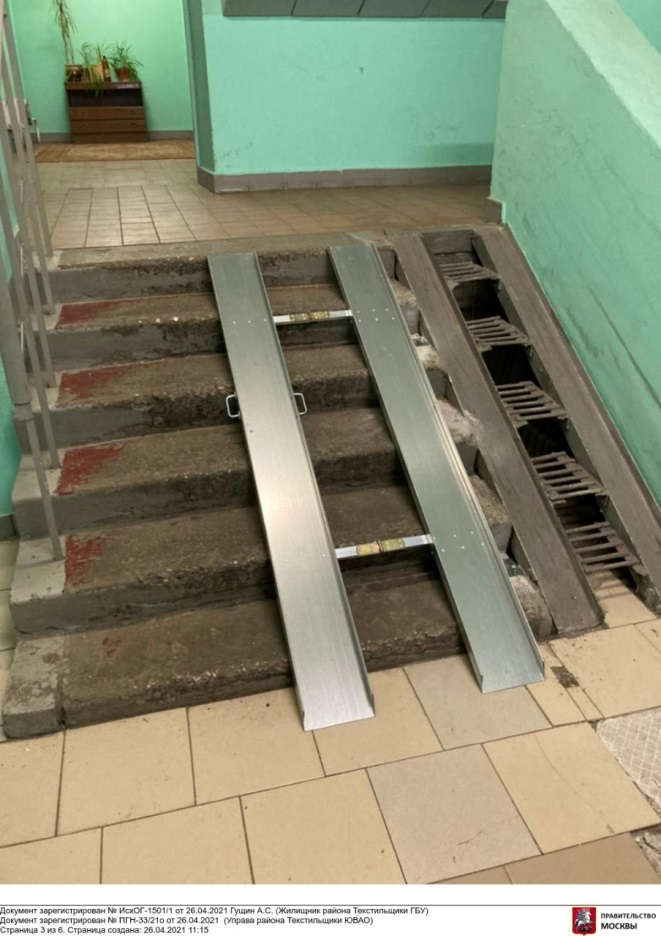 Документ зарегистрирован № ИсхОГ-1501/1 от 26.04.2021 Гущин А.С. (Жилищник района Текстильщики ГБУ)
Документ зарегистрирован № ПГН-33/21о от 26.04.2021 (Управа района Текстильщики ЮВАО)
Страница 3 из 6. Страница создана: 26.04.2021 11:15
ПРАВИТЕЛЬСТВО
МОСКВЫ